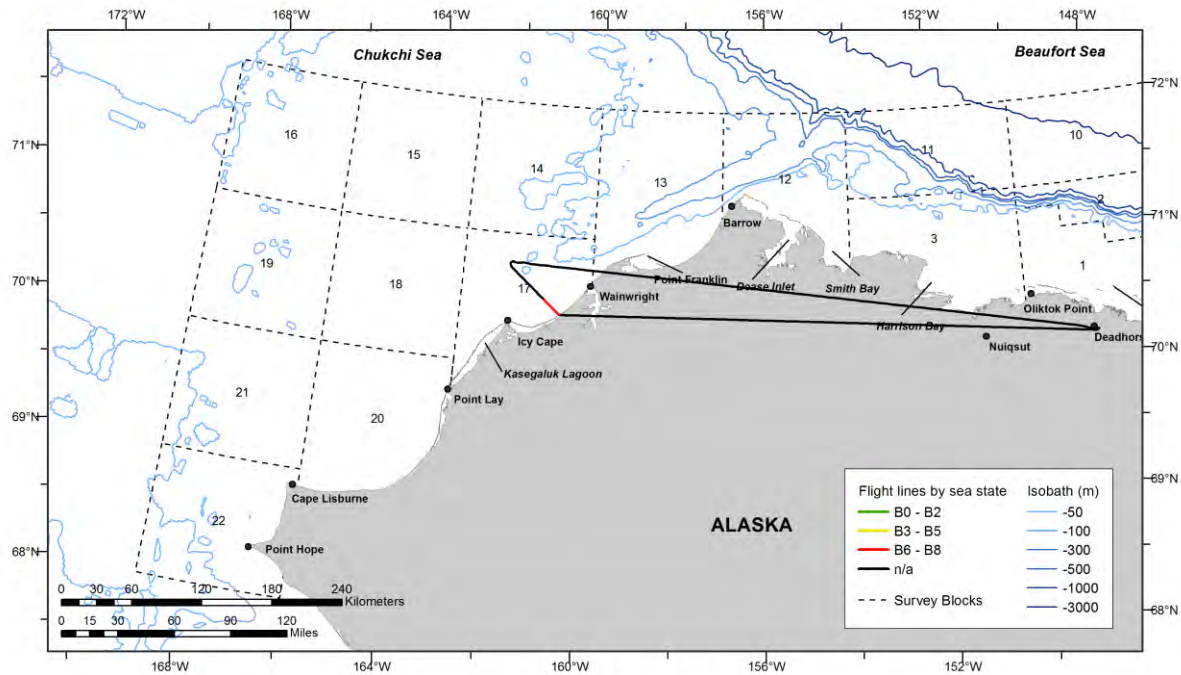 172°W
168°W
164°W
160°W
156°W
152°W
148°W
Chukchi Sea
Beaufort Sea
72°N
71°N
71°N
70°N
70°N
69°N
69°N
68°N
68°N
16
15
14
13
12
11
10
2
3
1
19
18
17
21
20
22
Barrow
Point Franklin
Dease Inlet
Smith Bay
Wainwright
Harrison Bay
Oliktok Point
Deadhors
Nuiqsut
Icy Cape
Kasegaluk Lagoon
Point Lay
Cape Lisburne
Point Hope
ALASKA
Flight lines by sea state
B0 - B2
B3 - B5
B6 - B8
n/a
Survey Blocks
Isobath (m)
-50
-100
-300
-500
-1000
-3000
0 30 60 120 180 240
Kilometers
0 15 30 60 90 120
Miles
168°W
164°W
160°W
156°W
152°W